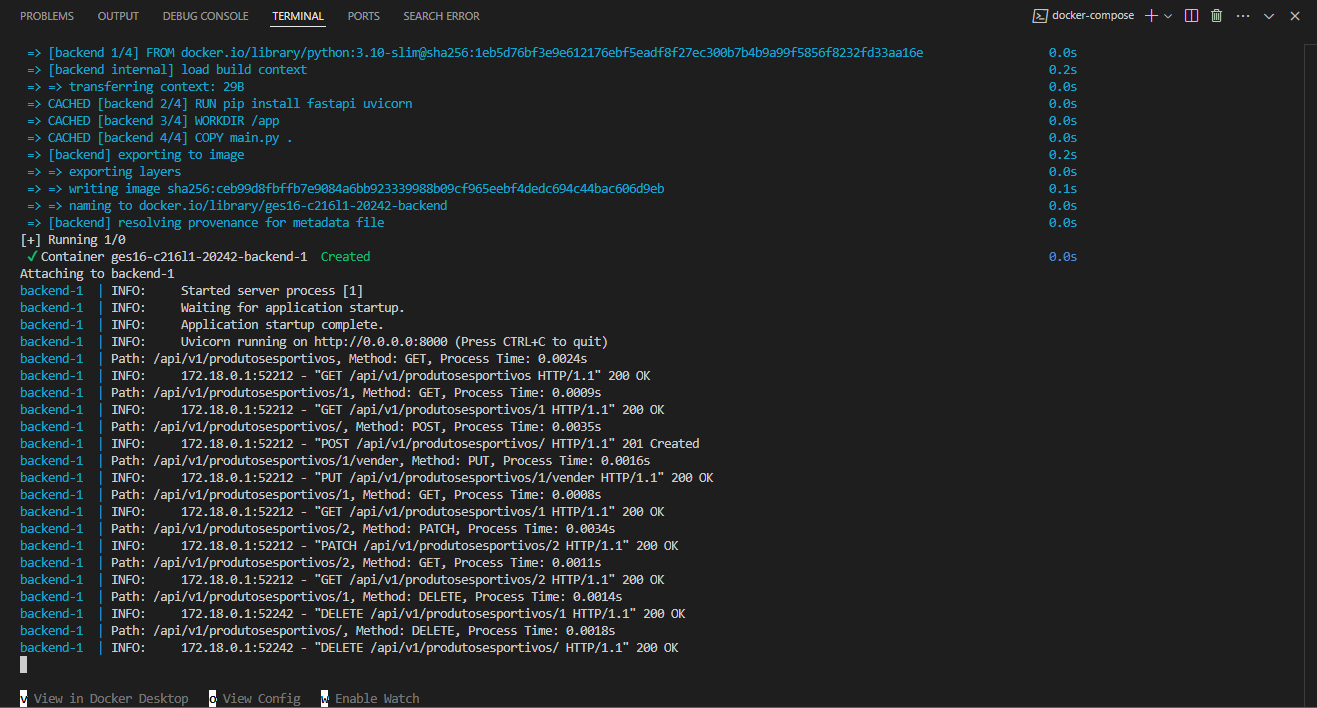 PROBLEMS OUTPUT DEBUG CONSOLE TERMINAL PORTS SEARCH ERROR docker-compose
=> [backend 1/4] FROM docker.io/library/python:3.10-slim@sha256:1eb5d76bf3e9e612176ebf5eadf8f27ec300b7b4b9a99f5856f8232fd33aa16e 0.0s
=> [backend internal] load build context 0.2s
=> => transferring context: 29B 0.0s
=> CACHED [backend 2/4] RUN pip install fastapi uvicorn 0.0s
=> CACHED [backend 3/4] WORKDIR /app 0.0s
=> CACHED [backend 4/4] COPY main.py . 0.0s
=> [backend] exporting to image 0.2s
=> => exporting layers 0.0s
=> => writing image sha256:ceb99d8fbffb7e9084a6bb923339988b09cf965eebf4dedc694c44bac606d9eb 0.1s
=> => naming to docker.io/library/ges16-c216l1-20242-backend 0.0s
=> [backend] resolving provenance for metadata file 0.0s
[+] Running 1/0
✓ Container ges16-c216l1-20242-backend-1 Created 0.0s
Attaching to backend-1
backend-1 | INFO: Started server process [1]
backend-1 | INFO: Waiting for application startup.
backend-1 | INFO: Application startup complete.
backend-1 | INFO: Uvicorn running on http://0.0.0.0:8000 (Press CTRL+C to quit)
backend-1 | Path: /api/v1/produtosesportivos, Method: GET, Process Time: 0.0024s
backend-1 | INFO: 172.18.0.1:52212 - "GET /api/v1/produtosesportivos HTTP/1.1" 200 OK
backend-1 | Path: /api/v1/produtosesportivos/1, Method: GET, Process Time: 0.0009s
backend-1 | INFO: 172.18.0.1:52212 - "GET /api/v1/produtosesportivos/1 HTTP/1.1" 200 OK
backend-1 | Path: /api/v1/produtosesportivos/, Method: POST, Process Time: 0.0035s
backend-1 | INFO: 172.18.0.1:52212 - "POST /api/v1/produtosesportivos/ HTTP/1.1" 201 Created
backend-1 | Path: /api/v1/produtosesportivos/1/vender, Method: PUT, Process Time: 0.0016s
backend-1 | INFO: 172.18.0.1:52212 - "PUT /api/v1/produtosesportivos/1/vender HTTP/1.1" 200 OK
backend-1 | Path: /api/v1/produtosesportivos/1, Method: GET, Process Time: 0.0008s
backend-1 | INFO: 172.18.0.1:52212 - "GET /api/v1/produtosesportivos/1 HTTP/1.1" 200 OK
backend-1 | Path: /api/v1/produtosesportivos/2, Method: PATCH, Process Time: 0.0034s
backend-1 | INFO: 172.18.0.1:52212 - "PATCH /api/v1/produtosesportivos/2 HTTP/1.1" 200 OK
backend-1 | Path: /api/v1/produtosesportivos/2, Method: GET, Process Time: 0.0011s
backend-1 | INFO: 172.18.0.1:52212 - "GET /api/v1/produtosesportivos/2 HTTP/1.1" 200 OK
backend-1 | Path: /api/v1/produtosesportivos/1, Method: DELETE, Process Time: 0.0014s
backend-1 | INFO: 172.18.0.1:52242 - "DELETE /api/v1/produtosesportivos/1 HTTP/1.1" 200 OK
backend-1 | Path: /api/v1/produtosesportivos/, Method: DELETE, Process Time: 0.0018s
backend-1 | INFO: 172.18.0.1:52242 - "DELETE /api/v1/produtosesportivos/ HTTP/1.1" 200 OK
v View in Docker Desktop o View Config w Enable Watch